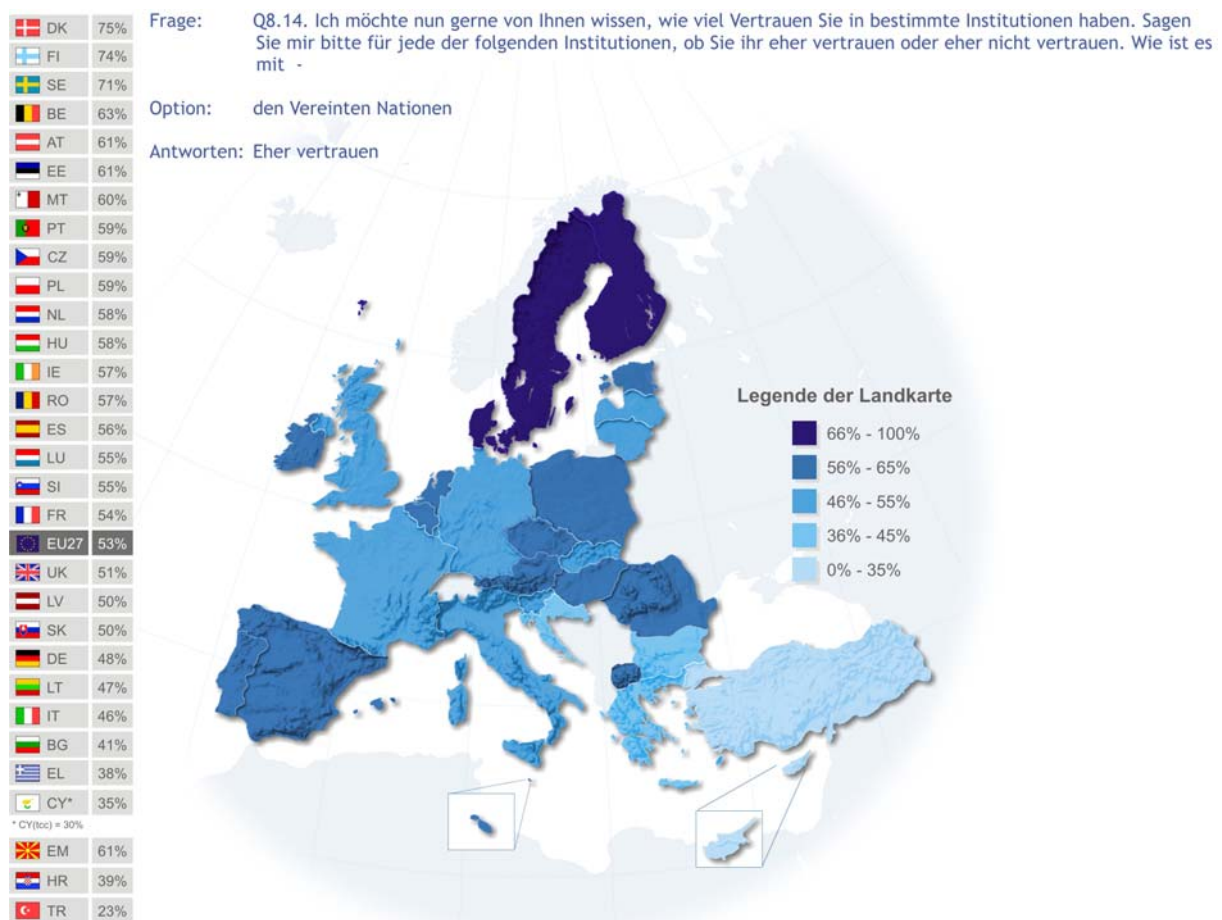 Frage: Q8.14. Ich möchte nun gerne von Ihnen wissen, wie viel Vertrauen Sie in bestimmte Institutionen haben. Sagen
Sie mir bitte für jede der folgenden Institutionen, ob Sie ihr eher vertrauen oder eher nicht vertrauen. Wie ist es
mit -
Option: den Vereinten Nationen
Antworten: Eher vertrauen
DK 75%
FI 74%
SE 71%
BE 63%
AT 61%
EE 61%
MT 60%
PT 59%
CZ 59%
PL 59%
NL 58%
HU 58%
IE 57%
RO 57%
ES 56%
LU 55%
SI 55%
FR 54%
EU27 53%
UK 51%
LV 50%
SK 50%
DE 48%
LT 47%
IT 46%
BG 41%
EL 38%
CY* 35%
* CY(tcc) = 30%
EM 61%
HR 39%
TR 23%
Legende der Landkarte
66% - 100%
56% - 65%
46% - 55%
36% - 45%
0% - 35%